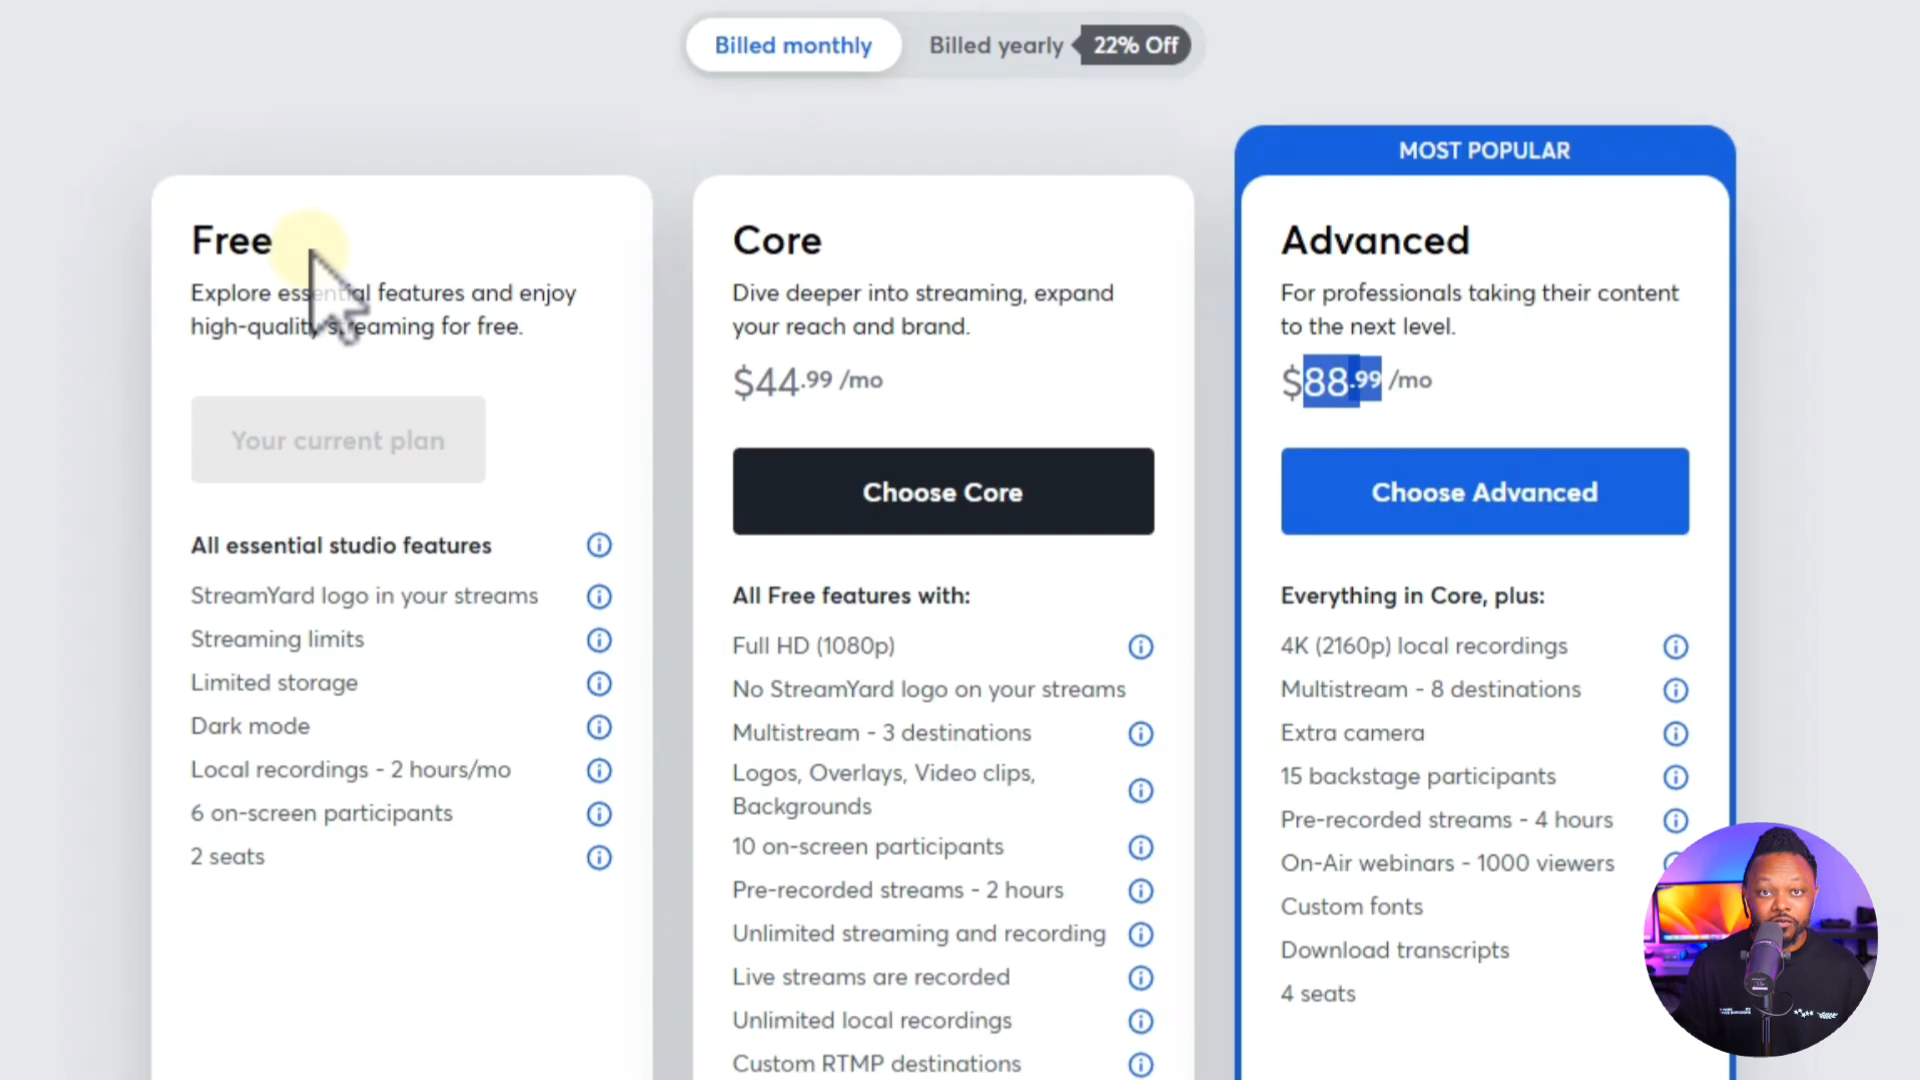 Billed monthly
Billed yearly
22% Off
Free
Explore essential features and enjoy
high-quality streaming for free.
Your current plan
All essential studio features
StreamYard logo in your streams
Streaming limits
Limited storage
Dark mode
Local recordings - 2 hours/mo
6 on-screen participants
2 seats
Core
Dive deeper into streaming, expand
your reach and brand.
$44.99 /mo
Choose Core
All Free features with:
Full HD (1080p)
No StreamYard logo on your streams
Multistream - 3 destinations
Logos, Overlays, Video clips,
Backgrounds
10 on-screen participants
Pre-recorded streams - 2 hours
Unlimited streaming and recording
Live streams are recorded
Unlimited local recordings
Custom RTMP destinations
MOST POPULAR
Advanced
For professionals taking their content
to the next level.
$88.99 /mo
Choose Advanced
Everything in Core, plus:
4K (2160p) local recordings
Multistream - 8 destinations
Extra camera
15 backstage participants
Pre-recorded streams - 4 hours
On-Air webinars - 1000 viewers
Custom fonts
Download transcripts
4 seats